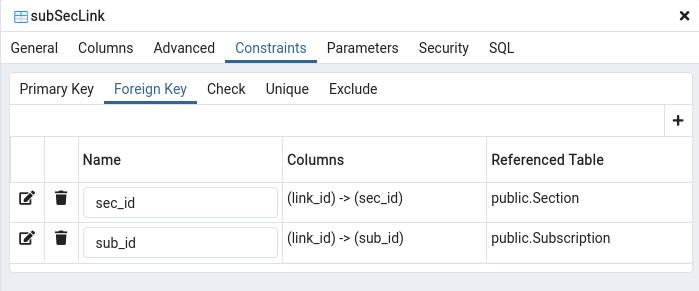 subSecLink
General Columns Advanced Constraints Parameters Security SQL
Primary Key Foreign Key Check Unique Exclude
Name Columns Referenced Table
sec_id (link_id) -> (sec_id) public.Section
sub_id (link_id) -> (sub_id) public.Subscription